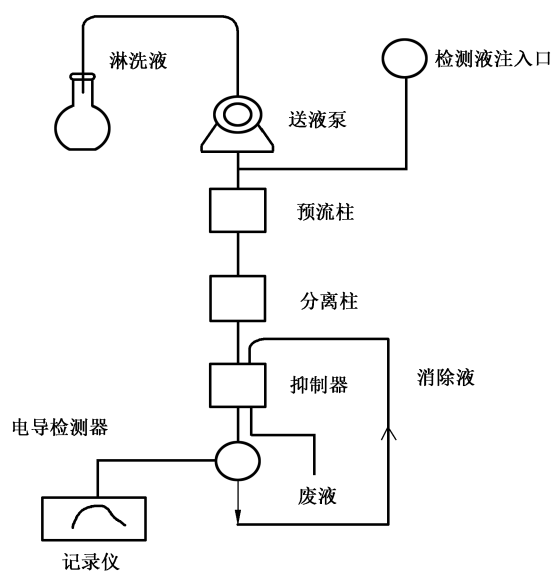 淋洗液
检测液注入口
送液泵
预流柱
分离柱
消除液
抑制器
电导检测器
废液
记录仪